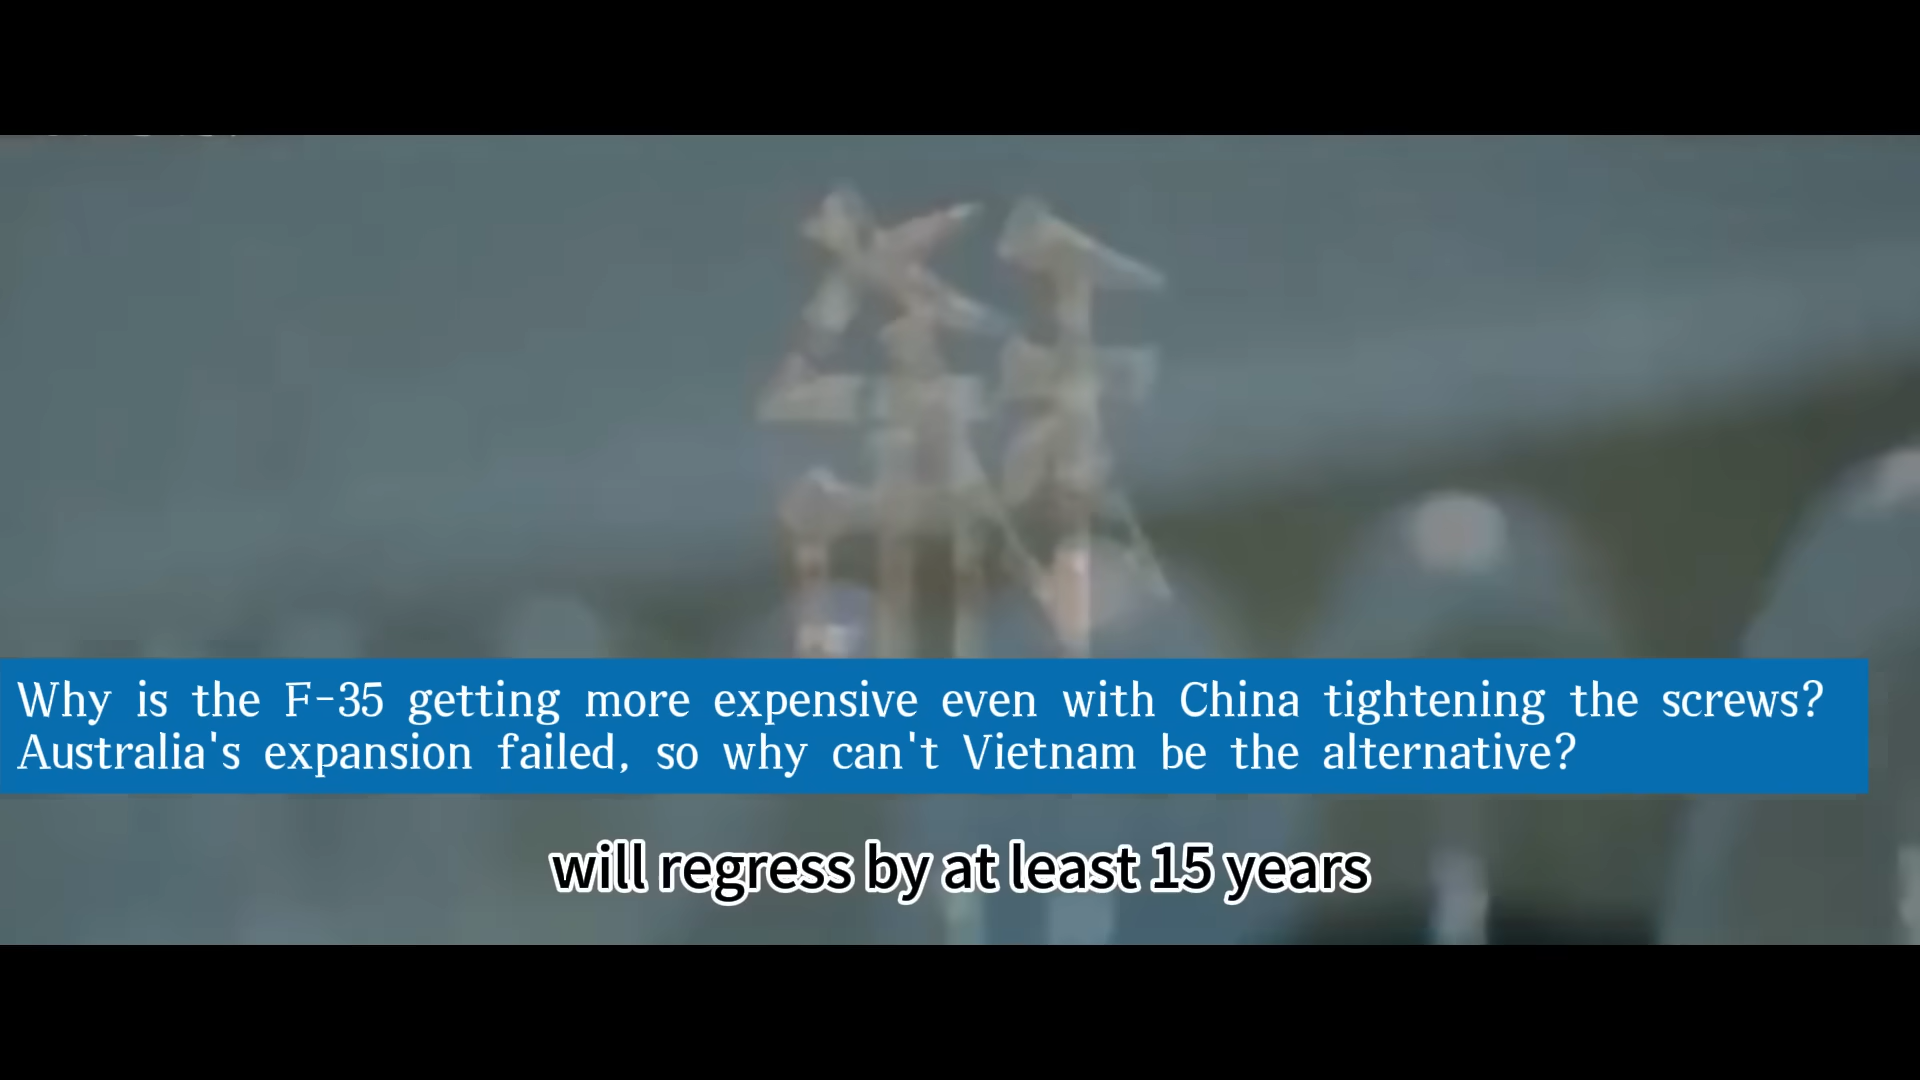 Why is the F-35 getting more expensive even with China tightening the screws?
Australia's expansion failed, so why can't Vietnam be the alternative?
will regress by at least 15 years